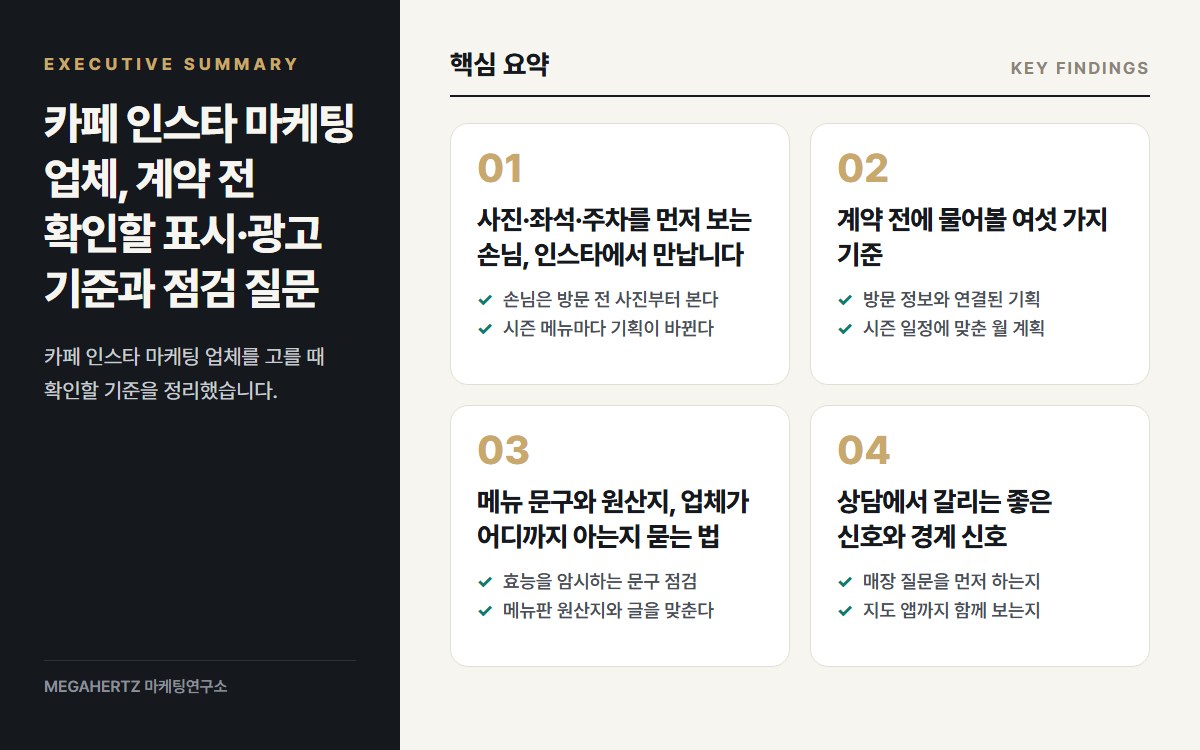 EXECUTIVE SUMMARY
카페 인스타 마케팅
업체, 계약 전
확인할 표시·광고
기준과 점검 질문
카페 인스타 마케팅 업체를 고를 때
확인할 기준을 정리했습니다.
MEGAHERTZ 마케팅연구소
핵심 요약
KEY FINDINGS
01
사진·좌석·주차를 먼저 보는
손님, 인스타에서 만납니다
손님은 방문 전 사진부터 본다
시즌 메뉴마다 기획이 바뀐다
02
계약 전에 물어볼 여섯 가지
기준
방문 정보와 연결된 기획
시즌 일정에 맞춘 월 계획
03
메뉴 문구와 원산지, 업체가
어디까지 아는지 묻는 법
효능을 암시하는 문구 점검
메뉴판 원산지와 글을 맞춘다
04
상담에서 갈리는 좋은
신호와 경계 신호
매장 질문을 먼저 하는지
지도 앱까지 함께 보는지